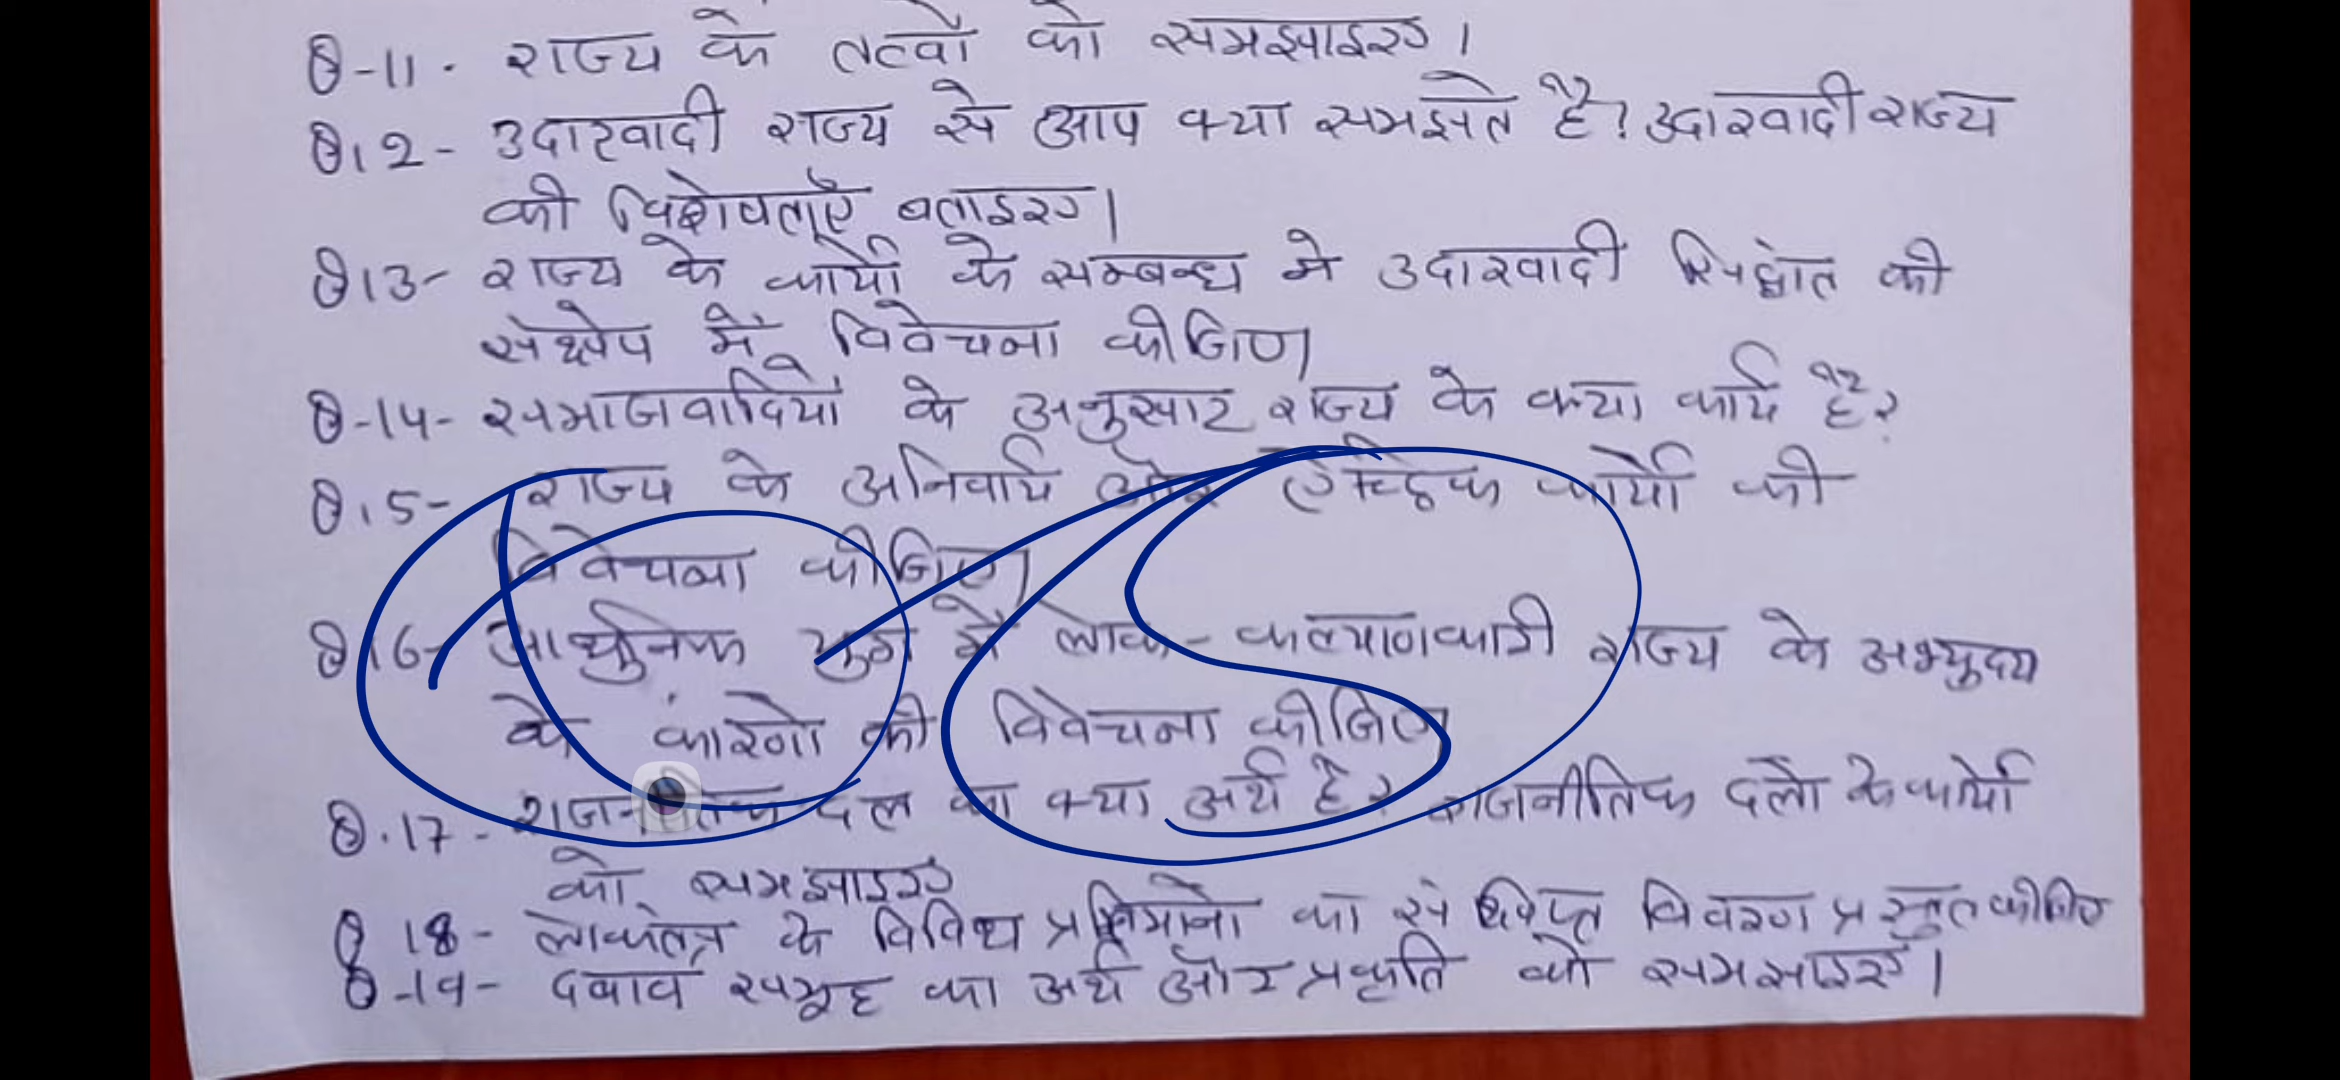 Q-11. राज्य के तत्वों को समझाइए।
Q12- उदारवादी राज्य से आप क्या समझते है? उदारवादी राज्य
की विशेषताएँ बताइए।
Q13- राज्य के कार्यो के सम्बन्ध मे उदारवादी सिद्धांत की
संक्षेप में विवेचना कीजिए।
Q-14- समाजवादियों के अनुसार राज्य के क्या कार्य है?
Q.15- राज्य के अनिवार्य और ऐच्छिक कार्यो की
विवेचना कीजिए।
Q16- आधुनिक युग में लोक-कल्याणकारी राज्य के अभ्युदय
के कारणो की विवेचना कीजिए
Q.17- राजनीतिक दल का क्या अर्थ है? राजनीतिक दलों के कार्यो
को समझाइए
Q 18- लोकतंत्र के विविध प्रतिमानो का संक्षिप्त विवरण प्रस्तुत कीजिए
Q-19- दबाव समूह का अर्थ और प्रकृति को समझाइए।